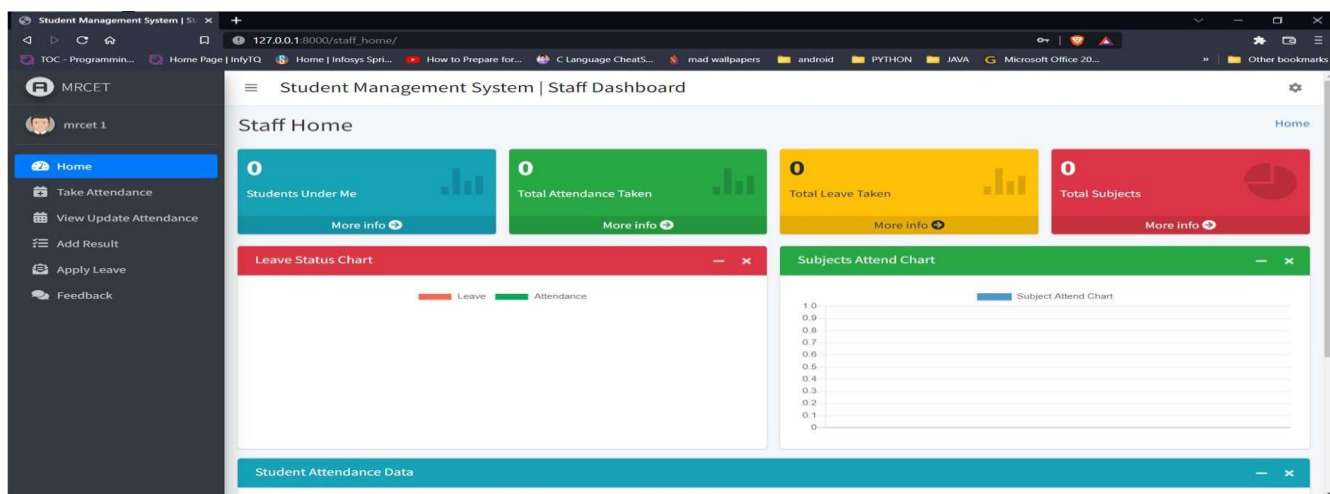 Student Management System | St
127.0.0.1:8000/staff_home/
TOC - Programmin... Home Page | InfyTQ Home | Infosys Spri... How to Prepare for... C Language CheatS... mad wallpapers android PYTHON JAVA Microsoft Office 20... » Other bookmarks
MRCET
Student Management System | Staff Dashboard
mrcet 1
Staff Home
Home
Home
Take Attendance
View Update Attendance
Add Result
Apply Leave
Feedback
0
Students Under Me
More info
0
Total Attendance Taken
More info
0
Total Leave Taken
More info
0
Total Subjects
More info
Leave Status Chart
Leave Attendance
Subjects Attend Chart
Subject Attend Chart
1.0
0.9
0.8
0.7
0.6
0.5
0.4
0.3
0.2
0.1
0
Student Attendance Data